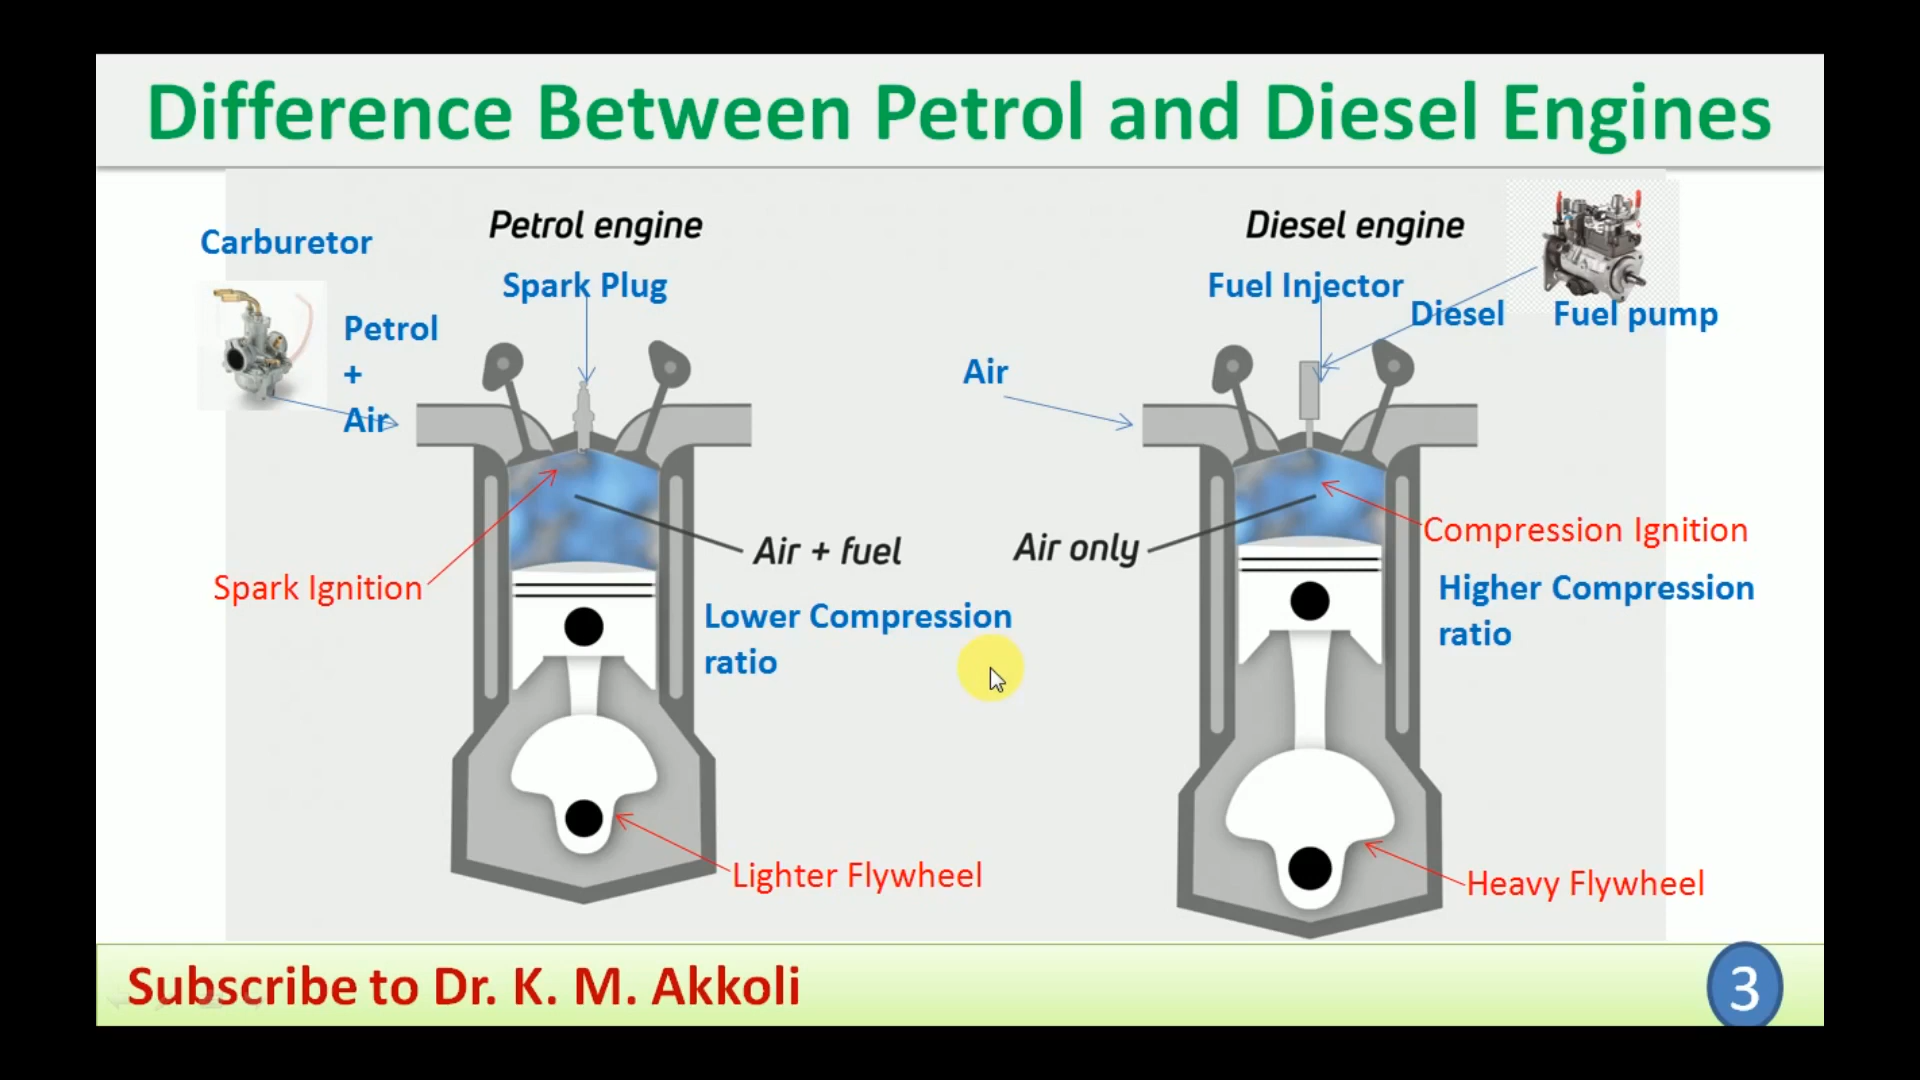 Difference Between Petrol and Diesel Engines
Petrol engine
Diesel engine
Carburetor
Spark Plug
Fuel Injector
Petrol
+
Air
Diesel
Fuel pump
Air
Air + fuel
Air only
Compression Ignition
Spark Ignition
Higher Compression
ratio
Lower Compression
ratio
Lighter Flywheel
Heavy Flywheel
Subscribe to Dr. K. M. Akkoli
3